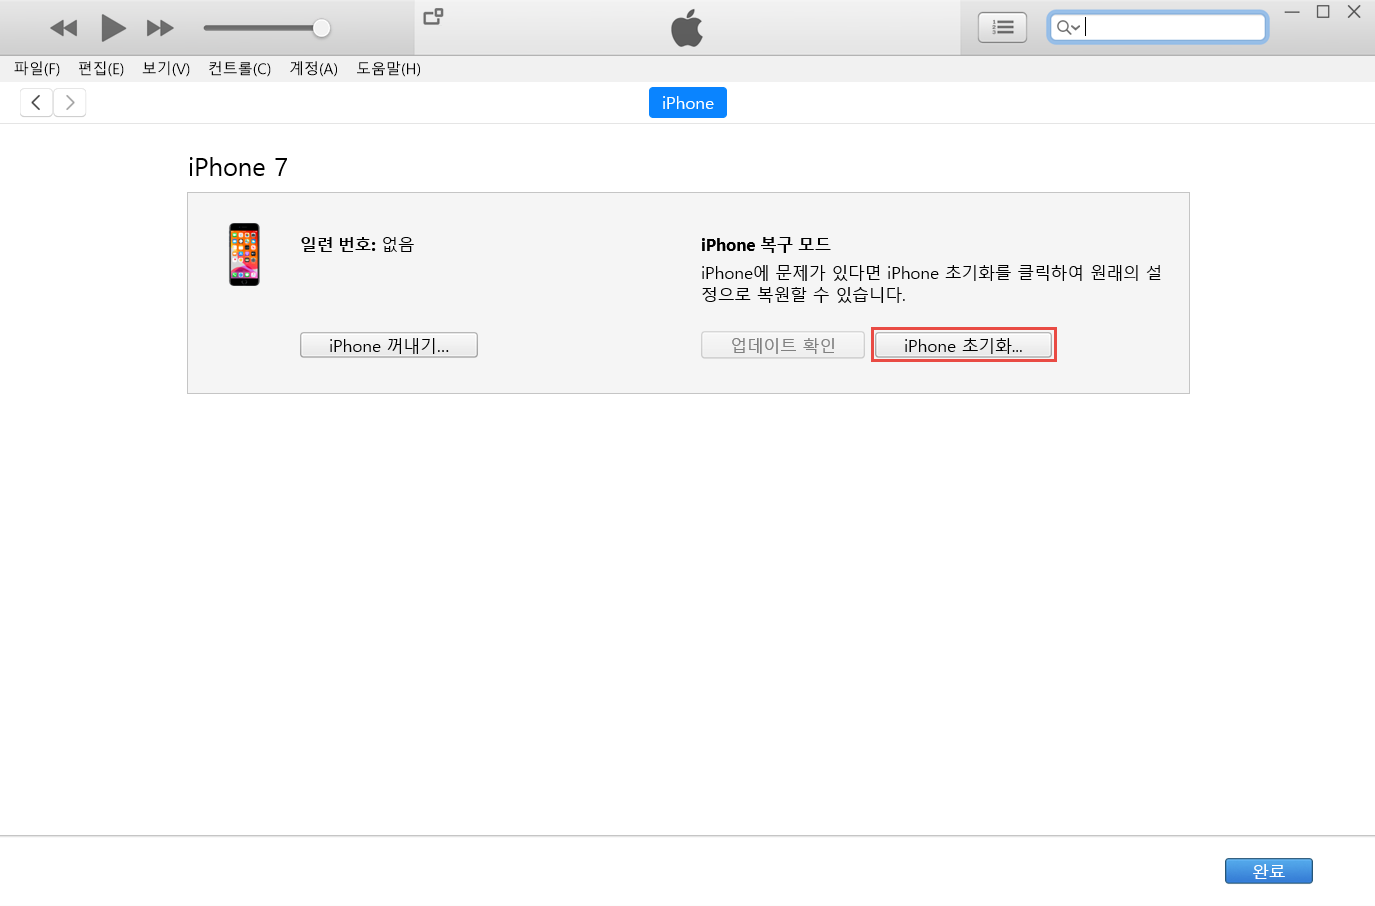 파일(F) 편집(E) 보기(V) 컨트롤(C) 계정(A) 도움말(H)
iPhone
iPhone 7
일련 번호: 없음
iPhone 꺼내기...
iPhone 복구 모드
iPhone에 문제가 있다면 iPhone 초기화를 클릭하여 원래의 설
정으로 복원할 수 있습니다.
업데이트 확인
iPhone 초기화...
완료